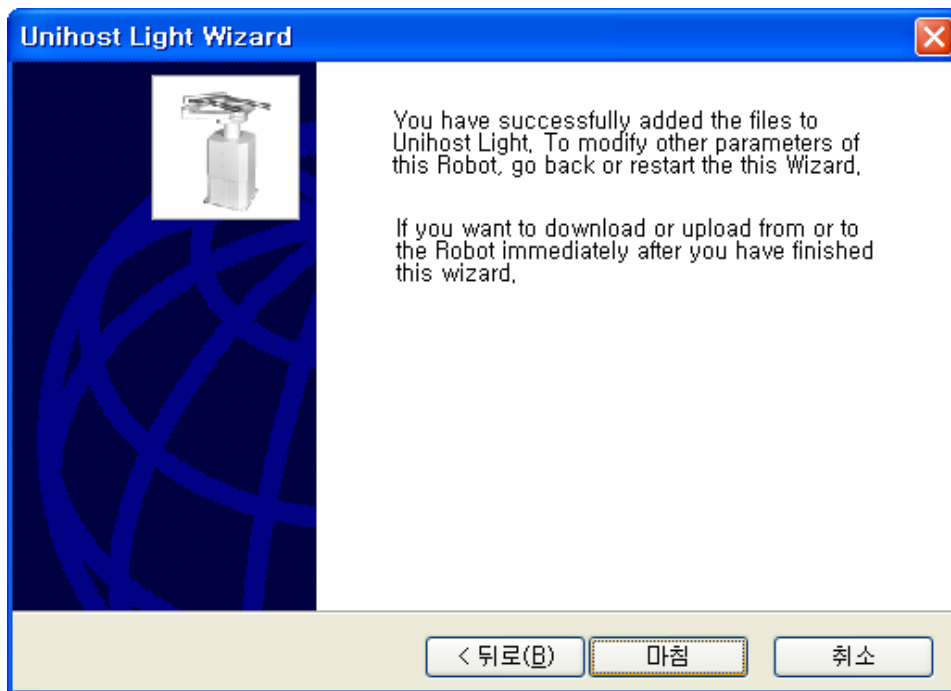 Unihost Light Wizard
You have successfully added the files to
Unihost Light, To modify other parameters of
this Robot, go back or restart the this Wizard,
If you want to download or upload from or to
the Robot immediately after you have finished
this wizard,
< 뒤로(B)
마침
취소